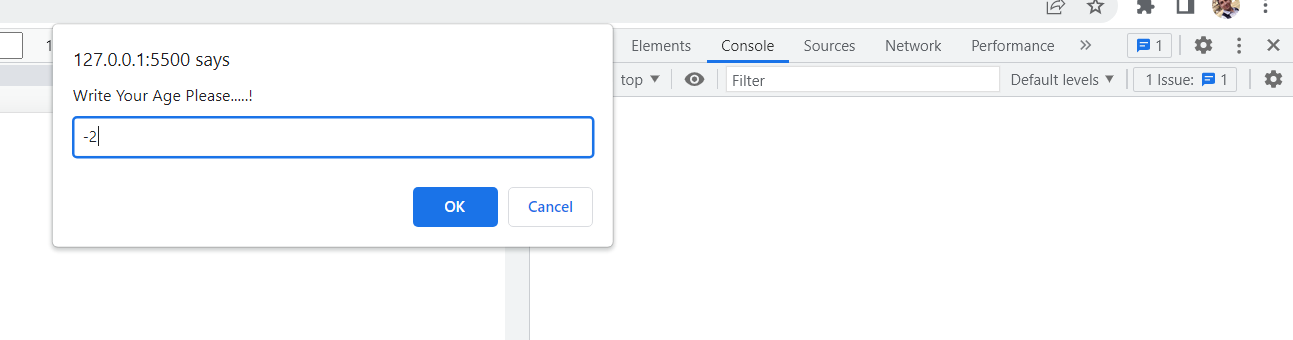 127.0.0.1:5500 says
Write Your Age Please.....!
-2
OK
Cancel
1
Elements
Console
Sources
Network
Performance
1
top
Filter
Default levels
1 Issue:
1